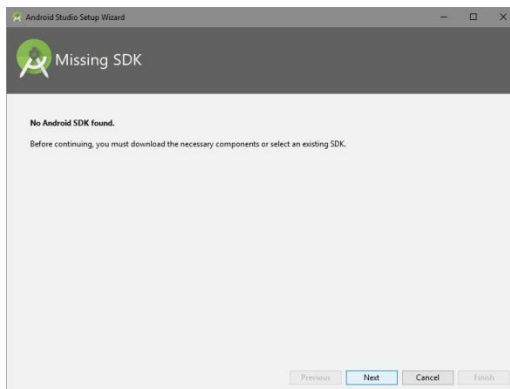 Android Studio Setup Wizard
Missing SDK
No Android SDK found.
Before continuing, you must download the necessary components or select an existing SDK.
Previous Next Cancel Finish